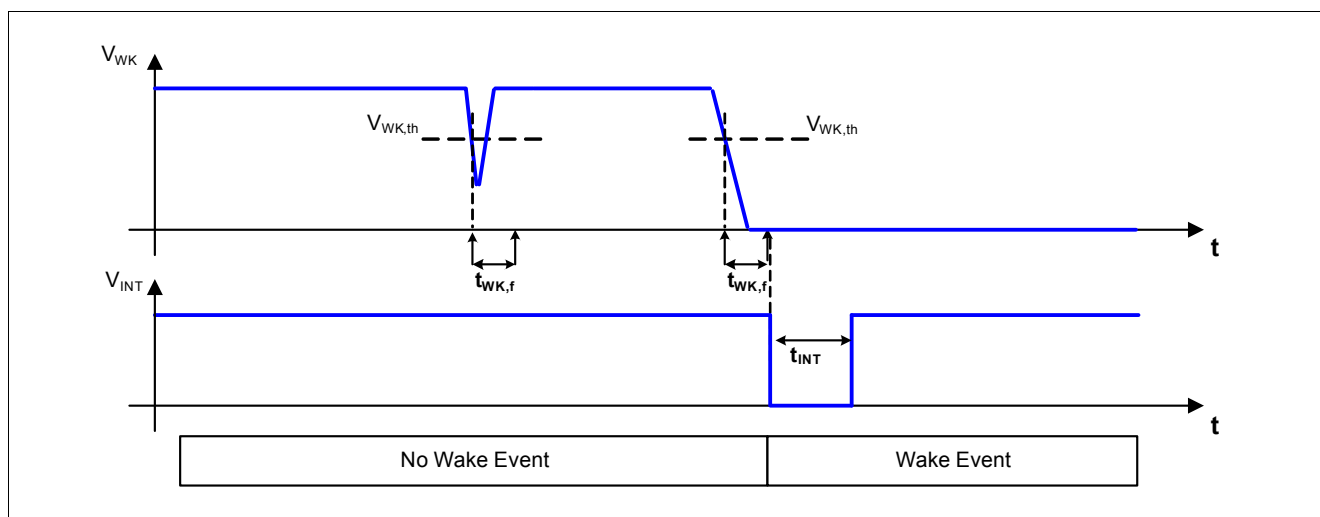 V_WK
V_WK,th
V_WK,th
t
t_WK,f
t_WK,f
V_INT
t_INT
t
No Wake Event
Wake Event